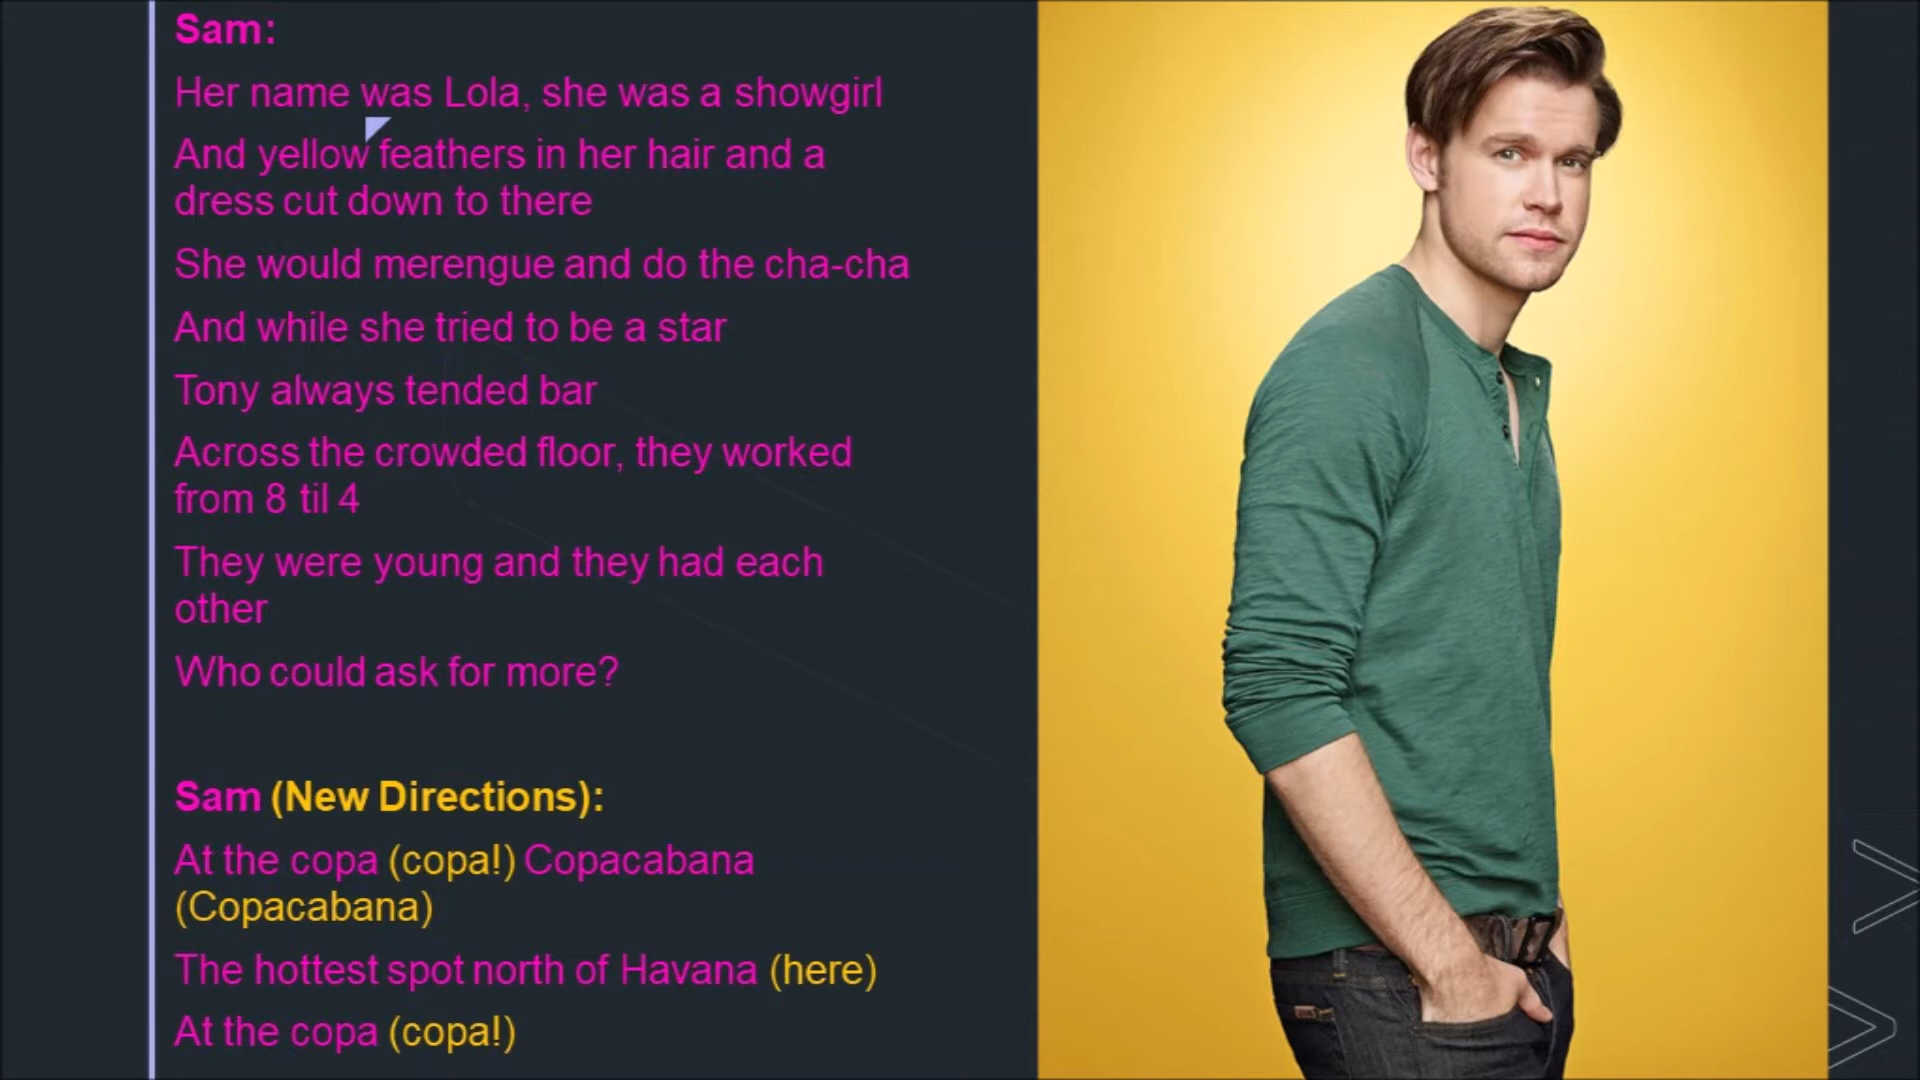 Sam:
Her name was Lola, she was a showgirl
And yellow feathers in her hair and a
dress cut down to there
She would merengue and do the cha-cha
And while she tried to be a star
Tony always tended bar
Across the crowded floor, they worked
from 8 til 4
They were young and they had each
other
Who could ask for more?
Sam (New Directions):
At the copa (copa!) Copacabana
(Copacabana)
The hottest spot north of Havana (here)
At the copa (copa!)